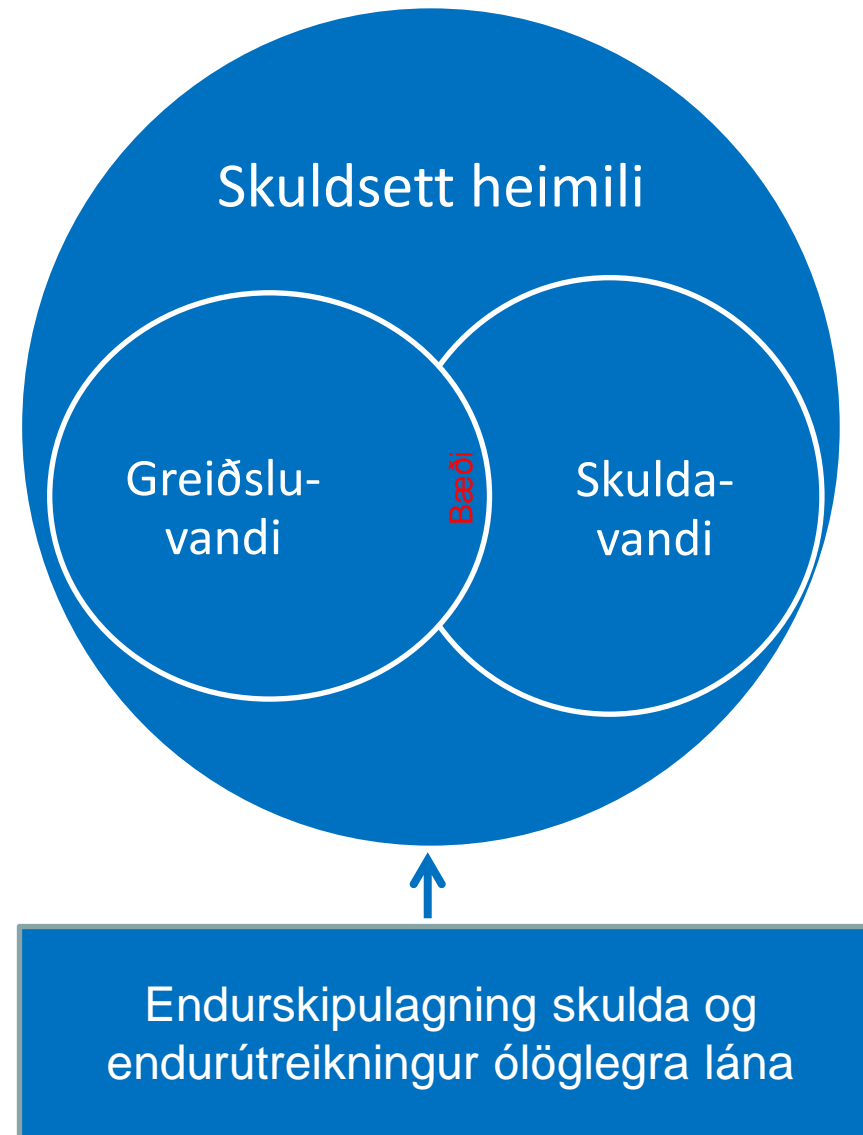 Skuldsett heimili
Greiðslu-
vandi
Bæði
Skulda-
vandi
Endurskipulagning skulda og
endurútreikningur ólöglegra lána